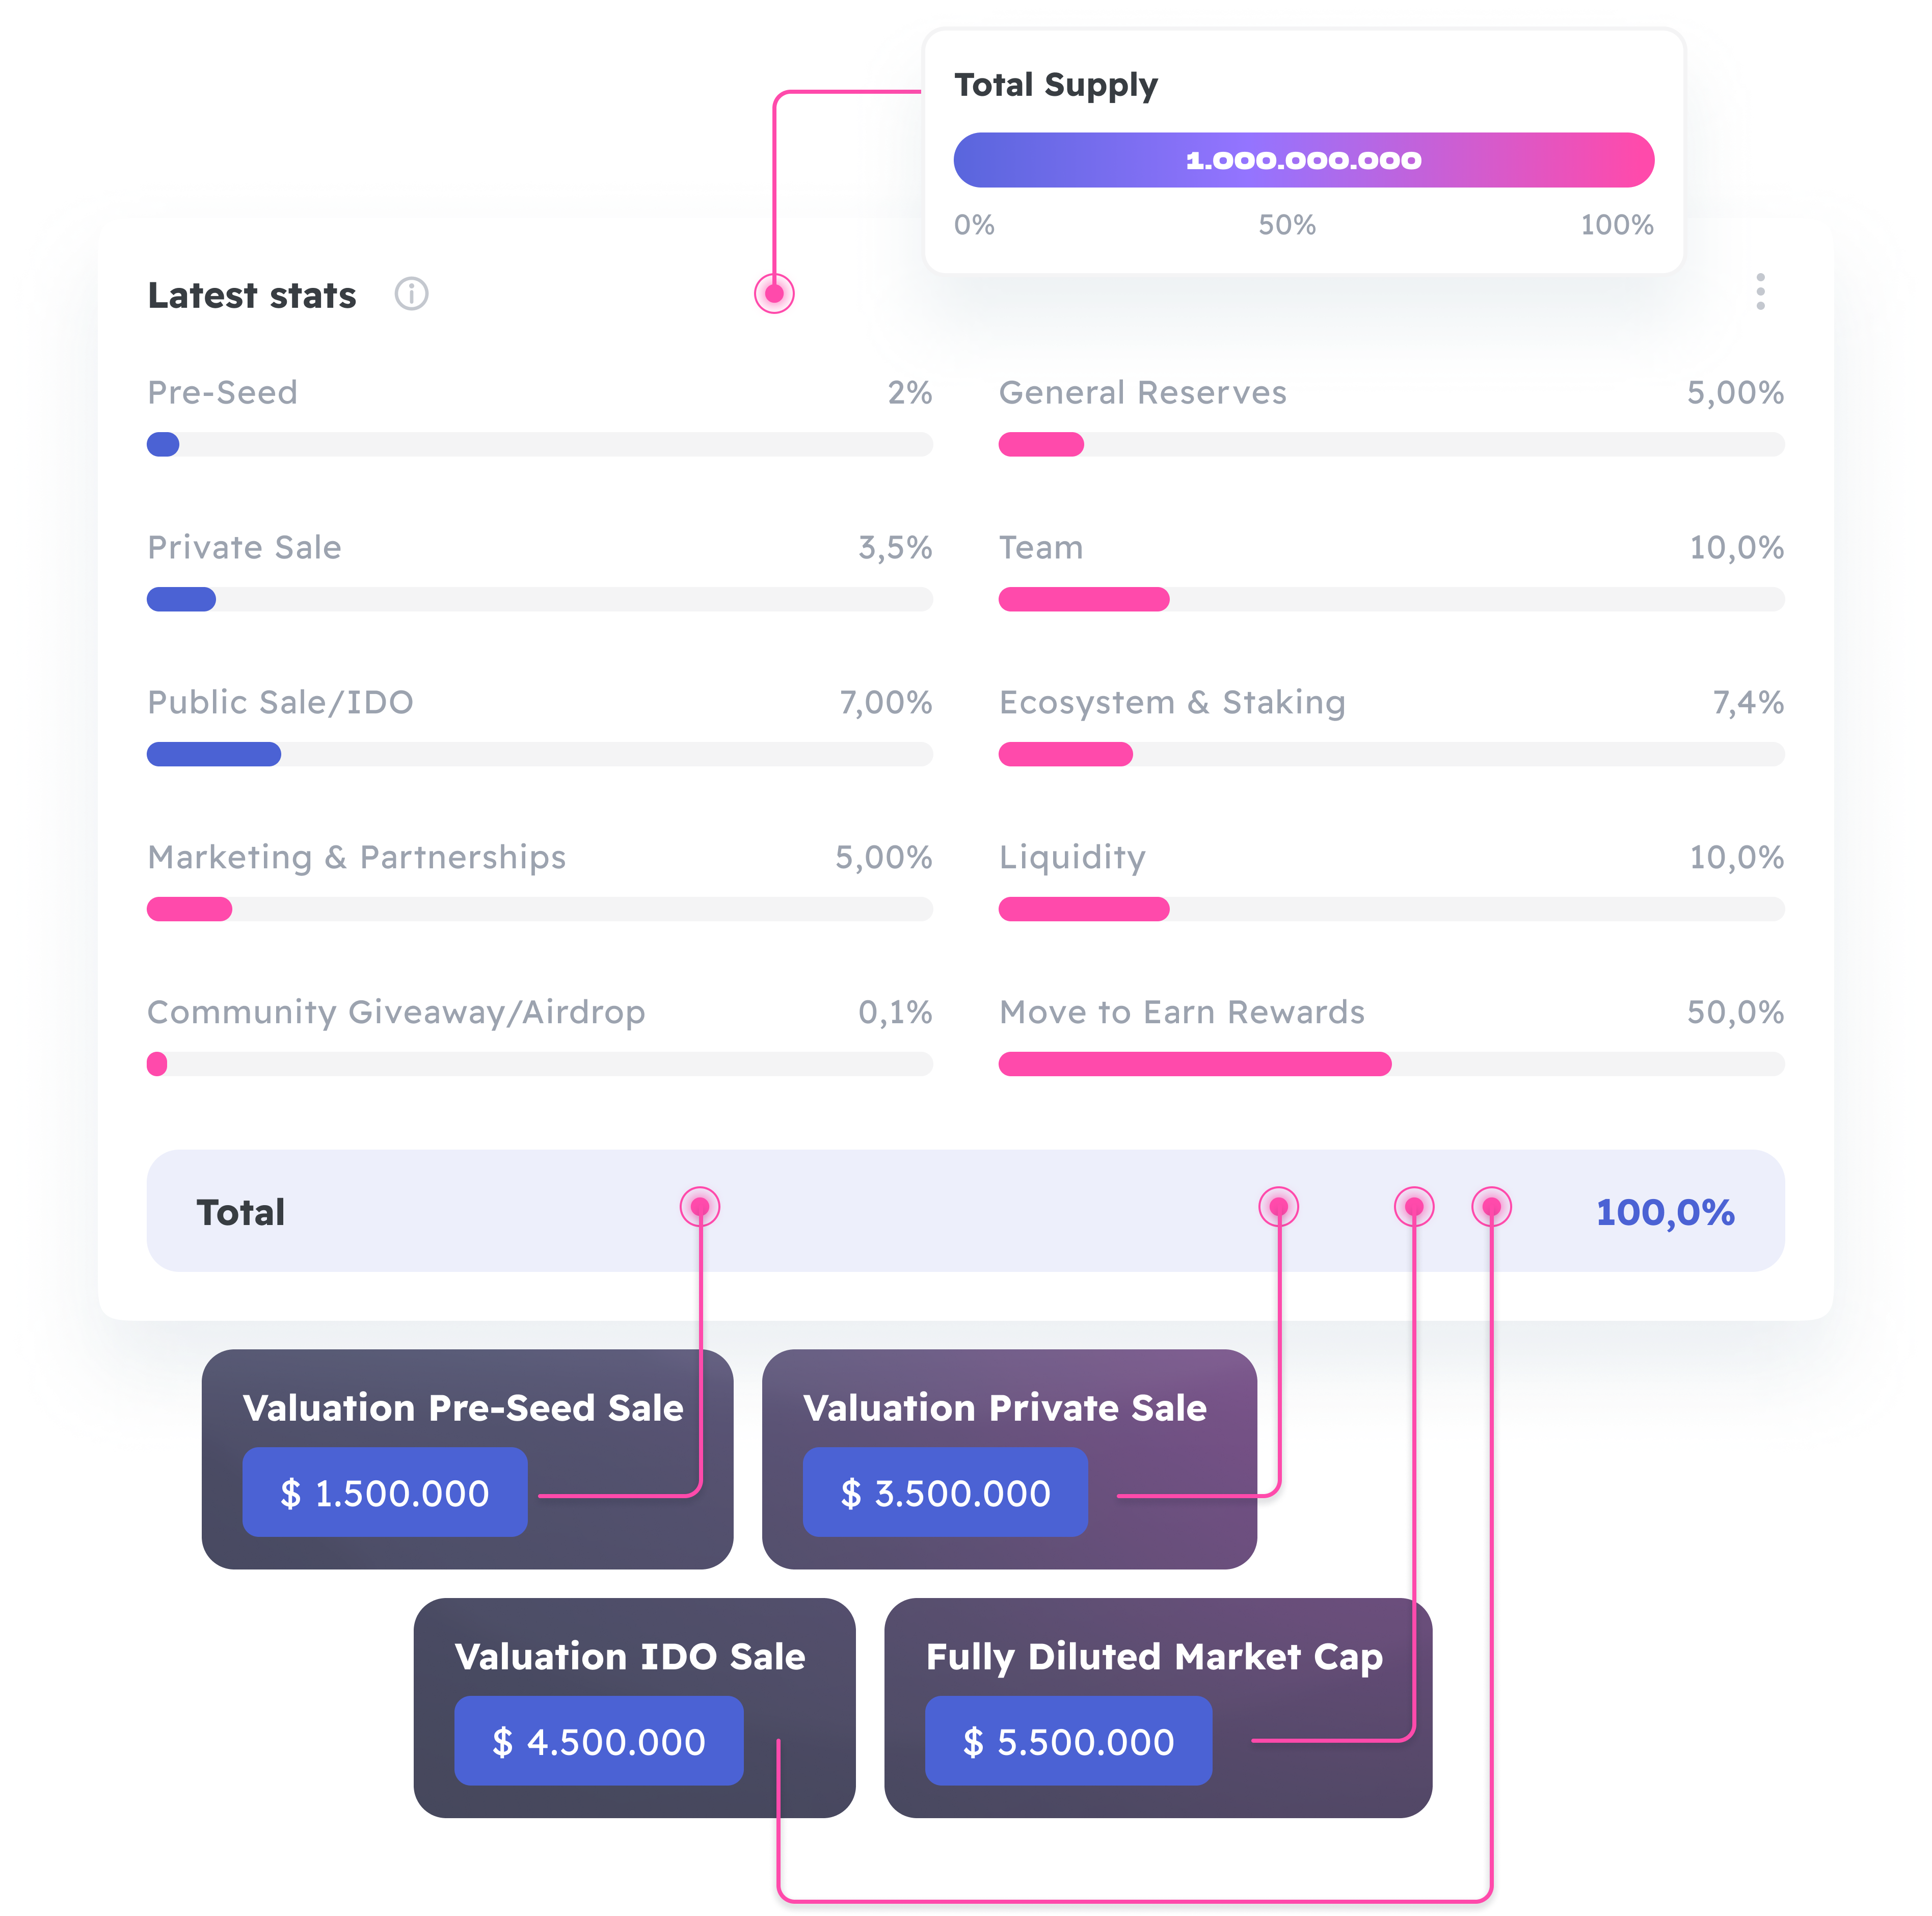 Total Supply
1.000.000.000
0% 50% 100%
Latest stats
Pre-Seed 2%
General Reserves 5,00%
Private Sale 3,5%
Team 10,0%
Public Sale/IDO 7,00%
Ecosystem & Staking 7,4%
Marketing & Partnerships 5,00%
Liquidity 10,0%
Community Giveaway/Airdrop 0,1%
Move to Earn Rewards 50,0%
Total 100,0%
Valuation Pre-Seed Sale
$ 1.500.000
Valuation Private Sale
$ 3.500.000
Valuation IDO Sale
$ 4.500.000
Fully Diluted Market Cap
$ 5.500.000